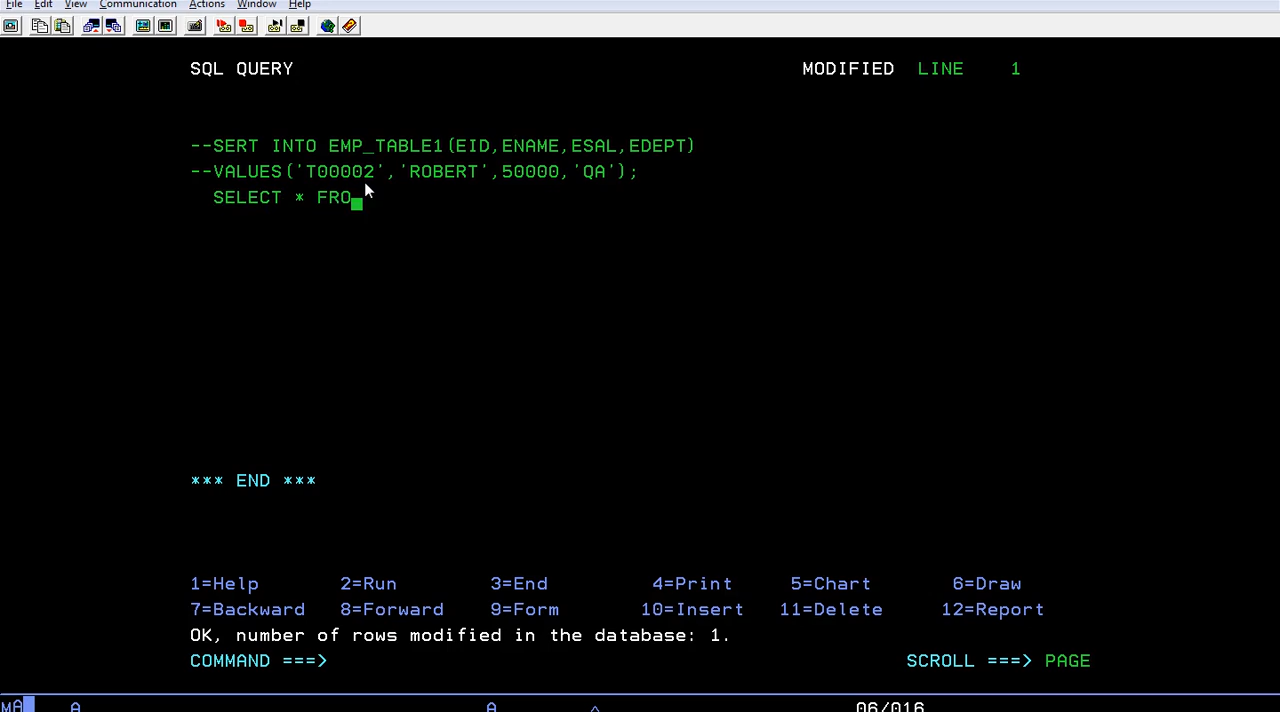 File Edit View Communication Actions Window Help
SQL QUERY MODIFIED LINE 1
--SERT INTO EMP_TABLE1(EID,ENAME,ESAL,EDEPT)
--VALUES('T00002','ROBERT',50000,'QA');
SELECT * FRO
*** END ***
1=Help 2=Run 3=End 4=Print 5=Chart 6=Draw
7=Backward 8=Forward 9=Form 10=Insert 11=Delete 12=Report
OK, number of rows modified in the database: 1.
COMMAND ===> SCROLL ===> PAGE
MA A A ^ 06/016